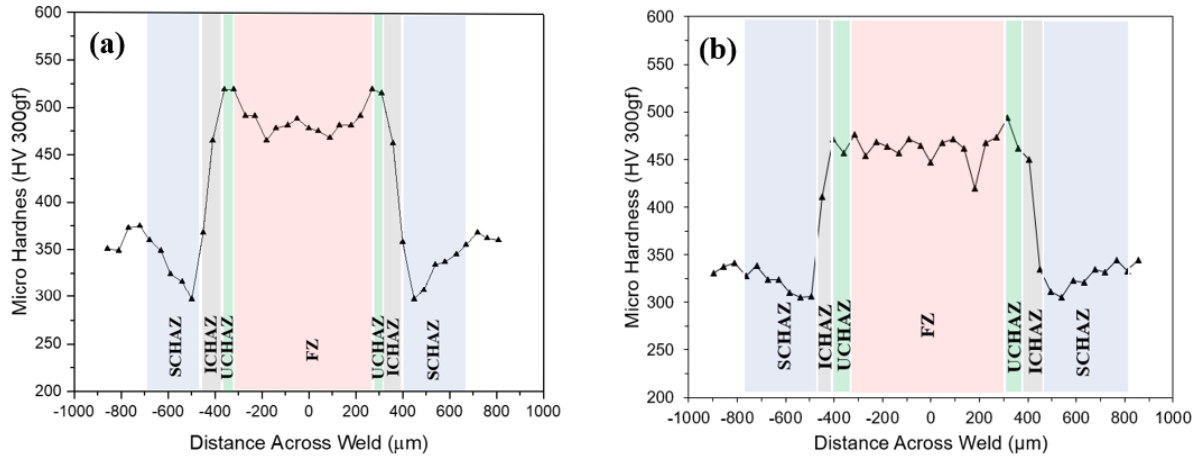 (a)
600
550
500
450
400
350
300
250
200
Micro Hardness (HV 300gf)
SCHAZ
ICHAZ
UCHAZ
FZ
UCHAZ
ICHAZ
SCHAZ
-1000 -800 -600 -400 -200 0 200 400 600 800 1000
Distance Across Weld (μm)
(b)
600
550
500
450
400
350
300
250
200
Micro Hardness (HV 300gf)
SCHAZ
ICHAZ
UCHAZ
FZ
UCHAZ
ICHAZ
SCHAZ
-1000 -800 -600 -400 -200 0 200 400 600 800 1000
Distance Across Weld (μm)